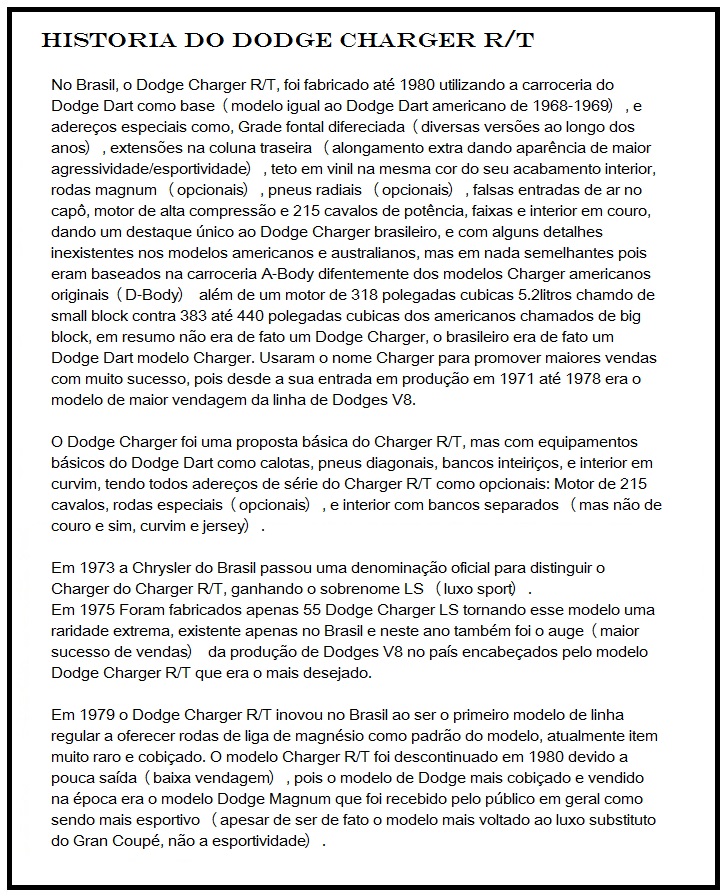 HISTORIA DO DODGE CHARGER R/T
No Brasil, o Dodge Charger R/T, foi fabricado até 1980 utilizando a carroceria do
Dodge Dart como base (modelo igual ao Dodge Dart americano de 1968-1969) , e
adereços especiais como, Grade fontal difereciada (diversas versões ao longo dos
anos) , extensões na coluna traseira (alongamento extra dando aparência de maior
agressividade/esportividade) , teto em vinil na mesma cor do seu acabamento interior,
rodas magnum (opcionais) , pneus radiais (opcionais) , falsas entradas de ar no
capô, motor de alta compressão e 215 cavalos de potência, faixas e interior em couro,
dando um destaque único ao Dodge Charger brasileiro, e com alguns detalhes
inexistentes nos modelos americanos e australianos, mas em nada semelhantes pois
eram baseados na carroceria A-Body difentemente dos modelos Charger americanos
originais (D-Body) além de um motor de 318 polegadas cubicas 5.2litros chamdo de
small block contra 383 até 440 polegadas cubicas dos americanos chamados de big
block, em resumo não era de fato um Dodge Charger, o brasileiro era de fato um
Dodge Dart modelo Charger. Usaram o nome Charger para promover maiores vendas
com muito sucesso, pois desde a sua entrada em produção em 1971 até 1978 era o
modelo de maior vendagem da linha de Dodges V8.
O Dodge Charger foi uma proposta básica do Charger R/T, mas com equipamentos
básicos do Dodge Dart como calotas, pneus diagonais, bancos inteiriços, e interior em
curvim, tendo todos adereços de série do Charger R/T como opcionais: Motor de 215
cavalos, rodas especiais (opcionais) , e interior com bancos separados (mas não de
couro e sim, curvim e jersey) .
Em 1973 a Chrysler do Brasil passou uma denominação oficial para distinguir o
Charger do Charger R/T, ganhando o sobrenome LS (luxo sport) .
Em 1975 Foram fabricados apenas 55 Dodge Charger LS tornando esse modelo uma
raridade extrema, existente apenas no Brasil e neste ano também foi o auge (maior
sucesso de vendas) da produção de Dodges V8 no país encabeçados pelo modelo
Dodge Charger R/T que era o mais desejado.
Em 1979 o Dodge Charger R/T inovou no Brasil ao ser o primeiro modelo de linha
regular a oferecer rodas de liga de magnésio como padrão do modelo, atualmente item
muito raro e cobiçado. O modelo Charger R/T foi descontinuado em 1980 devido a
pouca saída (baixa vendagem) , pois o modelo de Dodge mais cobiçado e vendido
na época era o modelo Dodge Magnum que foi recebido pelo público em geral como
sendo mais esportivo (apesar de ser de fato o modelo mais voltado ao luxo substituto
do Gran Coupé, não a esportividade) .